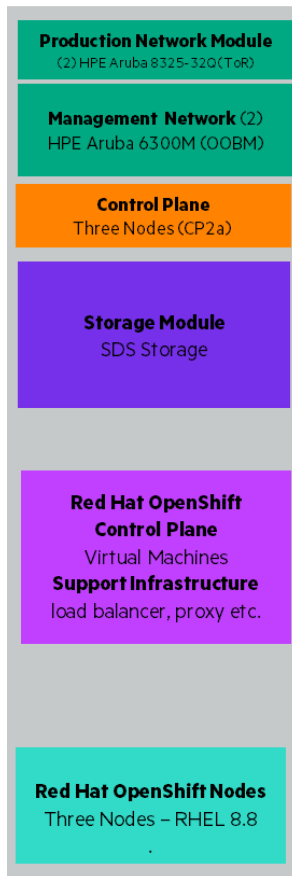 Production Network Module
(2) HPE Aruba 8325-32Q(ToR)
Management Network (2)
HPE Aruba 6300M (OOBM)
Control Plane
Three Nodes (CP2a)
Storage Module
SDS Storage
Red Hat OpenShift
Control Plane
Virtual Machines
Support Infrastructure
load balancer, proxy etc.
Red Hat OpenShift Nodes
Three Nodes – RHEL 8.8
.